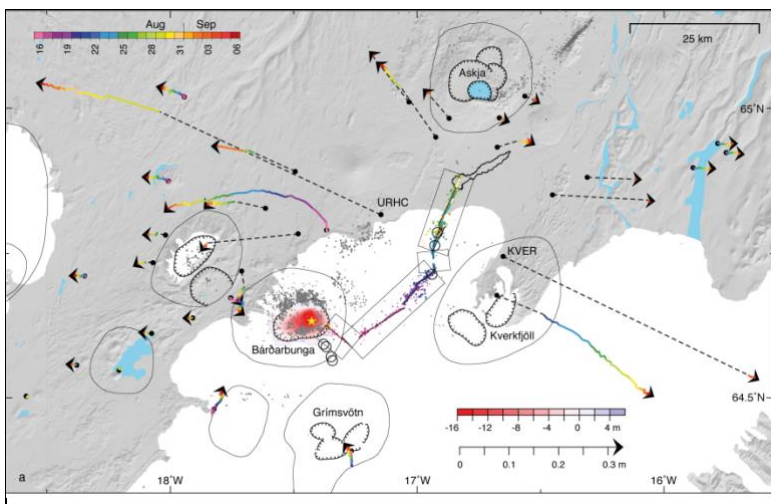 Aug Sep
16 19 22 25 28 31 03 06
25 km
Askja
65°N
URHC
KVER
Bárðarbunga
Kverkfjöll
64.5°N
Grímsvötn
-16 -12 -8 -4 0 4 m
0 0.1 0.2 0.3 m
a
18°W 17°W 16°W